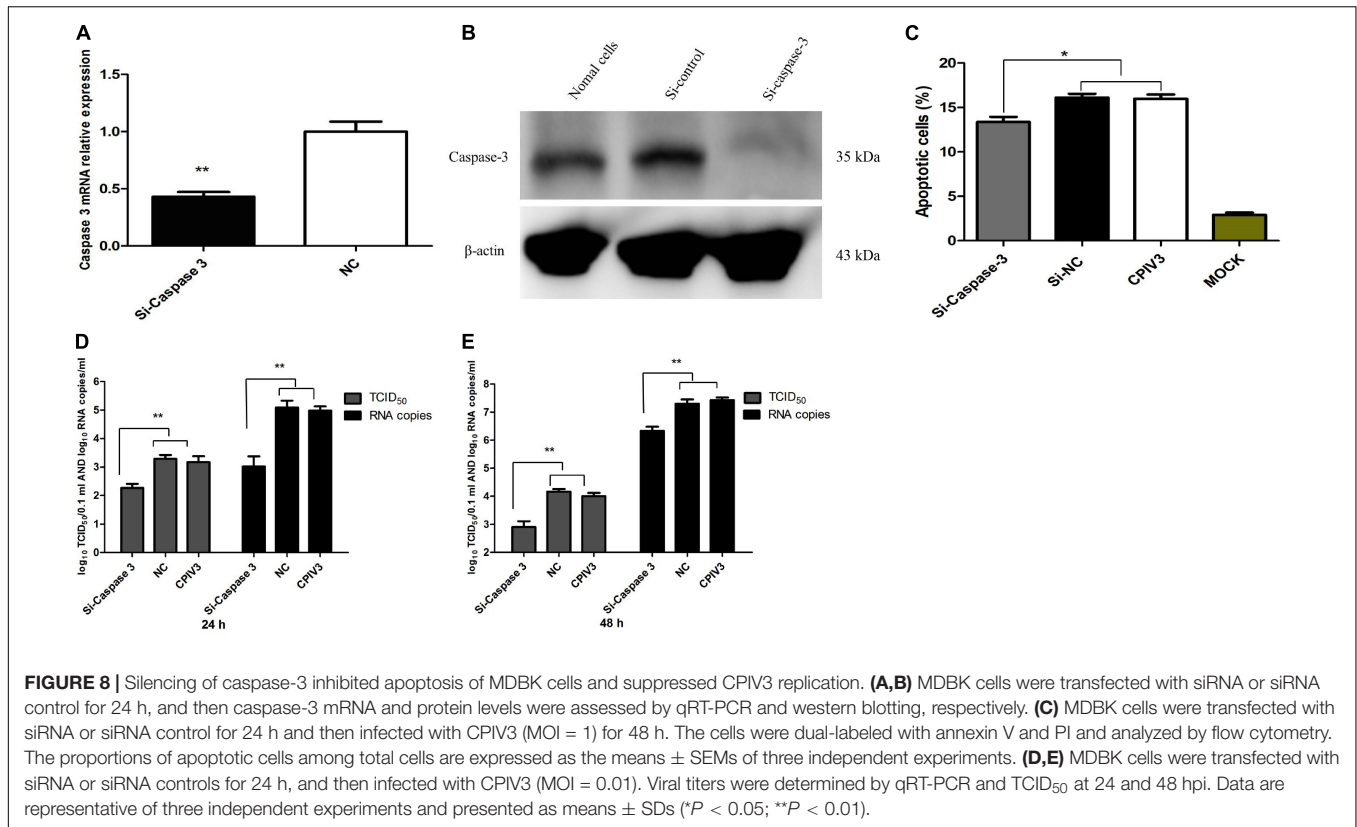 A
Caspase 3 mRNA relative expression
1.5
1.0
0.5
0.0
**
Si-Caspase 3
NC
B
Nomal cells
Si-control
Si-caspase-3
Caspase-3
35 kDa
β-actin
43 kDa
C
Apoptotic cells (%)
20
15
10
5
0
*
Si-Caspase-3
Si-NC
CPIV3
MOCK
D
log10 TCID50/0.1 ml AND log10 RNA copies/ml
6
5
4
3
2
1
0
**
**
TCID50
RNA copies
Si-Caspase 3
NC
CPIV3
Si-Caspase 3
NC
CPIV3
24 h
E
log10 TCID50/0.1 ml AND log10 RNA copies/ml
8
7
6
5
4
3
2
**
**
TCID50
RNA copies
Si-Caspase 3
NC
CPIV3
Si-Caspase 3
NC
CPIV3
48 h
FIGURE 8 | Silencing of caspase-3 inhibited apoptosis of MDBK cells and suppressed CPIV3 replication. (A,B) MDBK cells were transfected with siRNA or siRNA
control for 24 h, and then caspase-3 mRNA and protein levels were assessed by qRT-PCR and western blotting, respectively. (C) MDBK cells were transfected with
siRNA or siRNA control for 24 h and then infected with CPIV3 (MOI = 1) for 48 h. The cells were dual-labeled with annexin V and PI and analyzed by flow cytometry.
The proportions of apoptotic cells among total cells are expressed as the means ± SEMs of three independent experiments. (D,E) MDBK cells were transfected with
siRNA or siRNA controls for 24 h, and then infected with CPIV3 (MOI = 0.01). Viral titers were determined by qRT-PCR and TCID50 at 24 and 48 hpi. Data are
representative of three independent experiments and presented as means ± SDs (*P < 0.05; **P < 0.01).